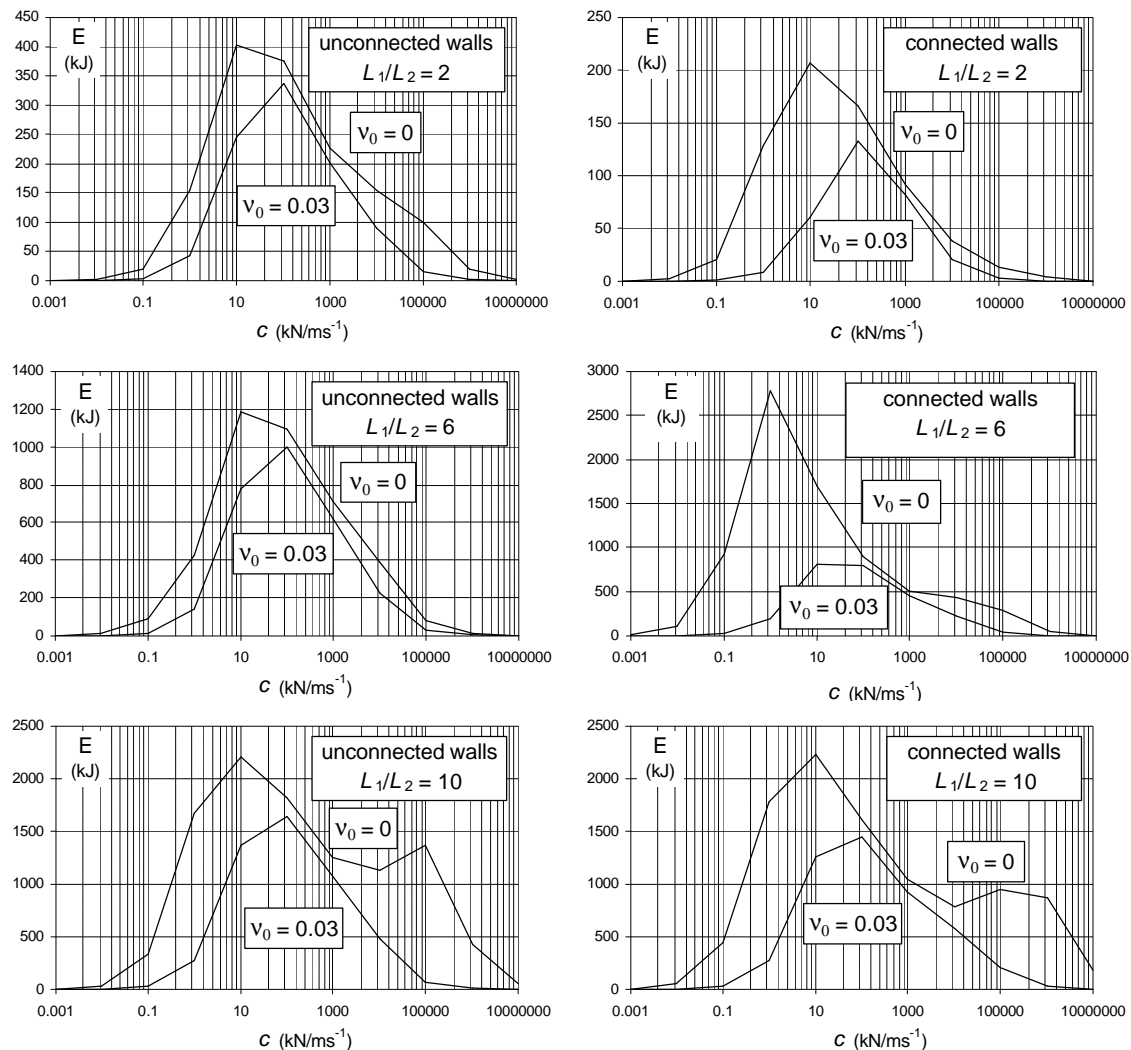 E
(kJ)
450
400
350
300
250
200
150
100
50
0
unconnected walls
L1/L2 = 2
ν0 = 0
ν0 = 0.03
0.001 0.1 10 1000 100000 10000000
c (kN/ms-1)
E
(kJ)
250
200
150
100
50
0
connected walls
L1/L2 = 2
ν0 = 0
ν0 = 0.03
0.001 0.1 10 1000 100000 10000000
c (kN/ms-1)
E
(kJ)
1400
1200
1000
800
600
400
200
0
unconnected walls
L1/L2 = 6
ν0 = 0
ν0 = 0.03
0.001 0.1 10 1000 100000 10000000
c (kN/ms-1)
E
(kJ)
3000
2500
2000
1500
1000
500
0
connected walls
L1/L2 = 6
ν0 = 0
ν0 = 0.03
0.001 0.1 10 1000 100000 10000000
c (kN/ms-1)
E
(kJ)
2500
2000
1500
1000
500
0
unconnected walls
L1/L2 = 10
ν0 = 0
ν0 = 0.03
0.001 0.1 10 1000 100000 10000000
c (kN/ms-1)
E
(kJ)
2500
2000
1500
1000
500
0
connected walls
L1/L2 = 10
ν0 = 0
ν0 = 0.03
0.001 0.1 10 1000 100000 10000000
c (kN/ms-1)